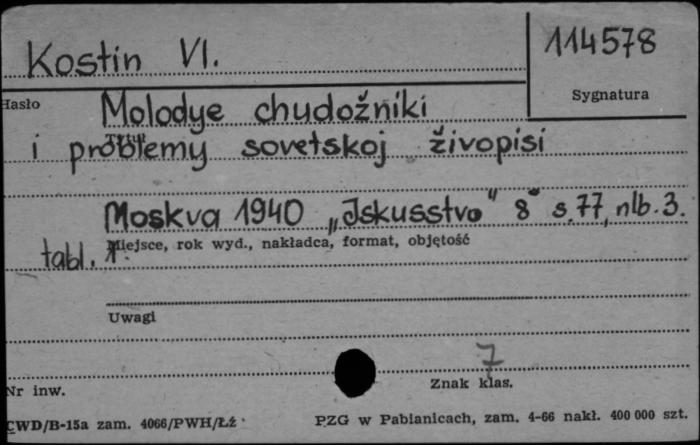 Kostin Vl.
114578
Hasło
Sygnatura
Molodye chudožniki
Tytuł
i problemy sovetskoj živopisi
Moskva 1940 „Iskusstvo" 8° s. 77, nlb. 3.
Miejsce, rok wyd., nakładca, format, objętość
tabl. 1.
Uwagi
7
Nr inw.
Znak klas.
CWD/B-15a zam. 4066/PWH/Łź
PZG w Pabianicach, zam. 4-66 nakł. 400 000 szt.